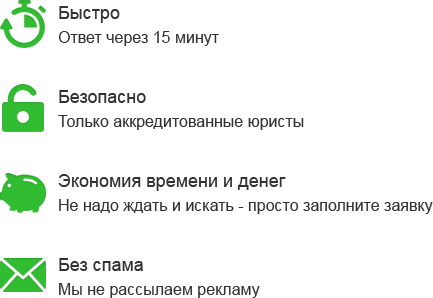 Быстро
Ответ через 15 минут
Безопасно
Только аккредитованные юристы
Экономия времени и денег
Не надо ждать и искать - просто заполните заявку
Без спама
Мы не рассылаем рекламу